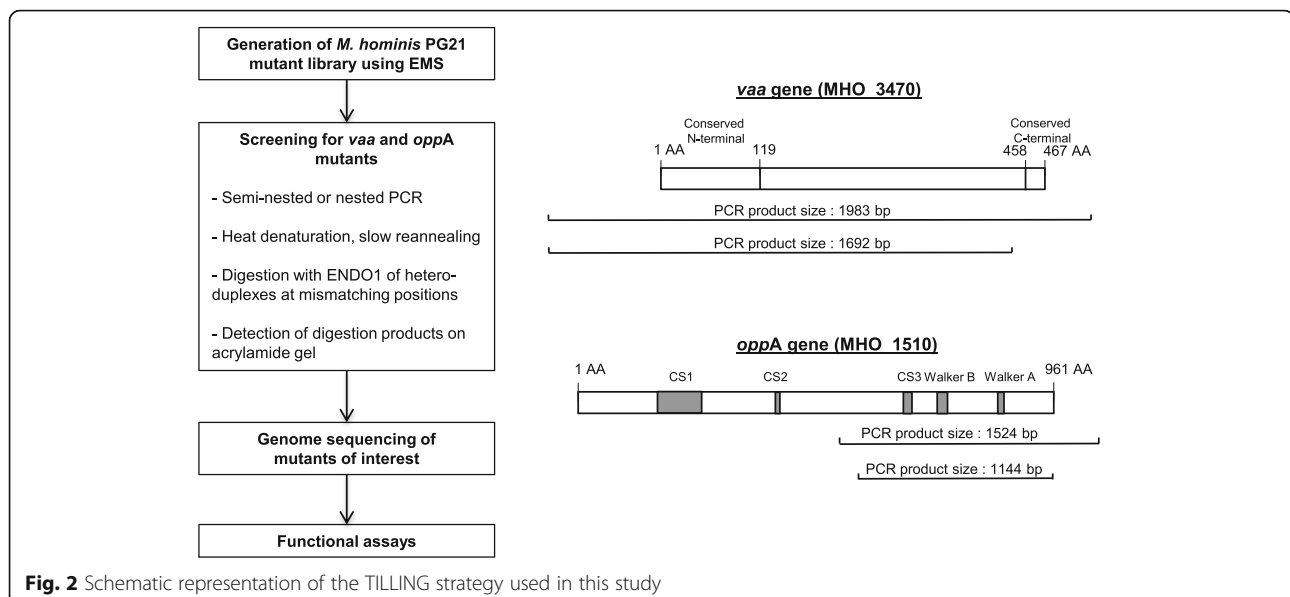 Generation of M. hominis PG21
mutant library using EMS
Screening for vaa and oppA
mutants
- Semi-nested or nested PCR
- Heat denaturation, slow reannealing
- Digestion with ENDO1 of hetero-
duplexes at mismatching positions
- Detection of digestion products on
acrylamide gel
Genome sequencing of
mutants of interest
Functional assays
vaa gene (MHO_3470)
Conserved
N-terminal
Conserved
C-terminal
1 AA
119
458
467 AA
PCR product size : 1983 bp
PCR product size : 1692 bp
oppA gene (MHO_1510)
1 AA
961 AA
CS1
CS2
CS3
Walker B
Walker A
PCR product size : 1524 bp
PCR product size : 1144 bp
Fig. 2 Schematic representation of the TILLING strategy used in this study